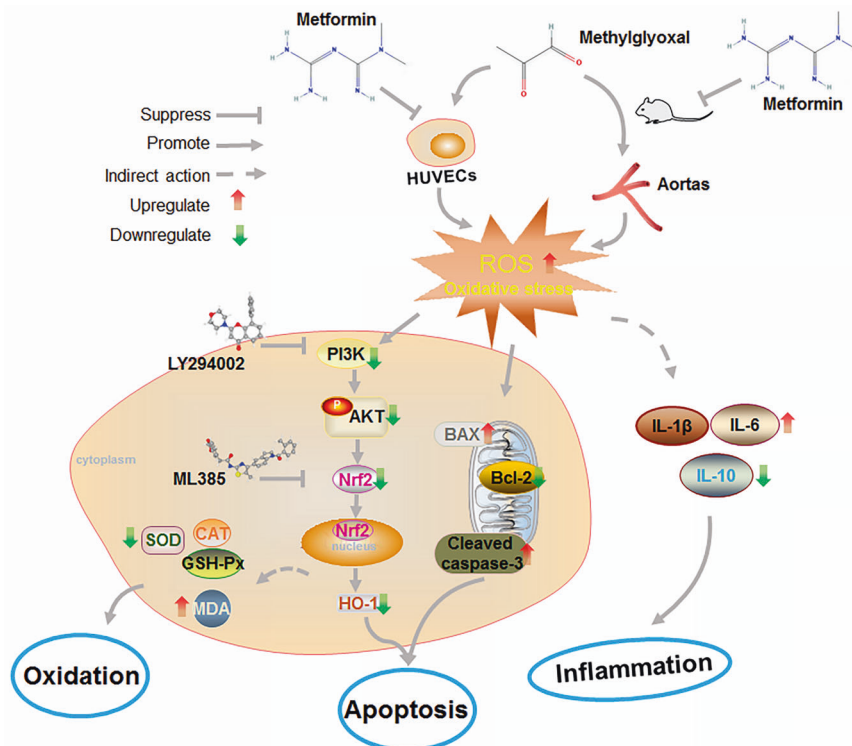 Metformin
Methylglyoxal
Metformin
H
H
N
N
N
H
N
H
H
N
H
O
O
H
H
N
N
N
H
N
H
H
N
H
Suppress
Promote
Indirect action
Upregulate
Downregulate
HUVECs
Aortas
ROS
Oxidative stress
LY294002
PI3K
P
AKT
ML385
Nrf2
cytoplasm
Nrf2
nucleus
HO-1
SOD
CAT
GSH-Px
MDA
BAX
Bcl-2
Cleaved
caspase-3
IL-1β
IL-6
IL-10
Oxidation
Apoptosis
Inflammation